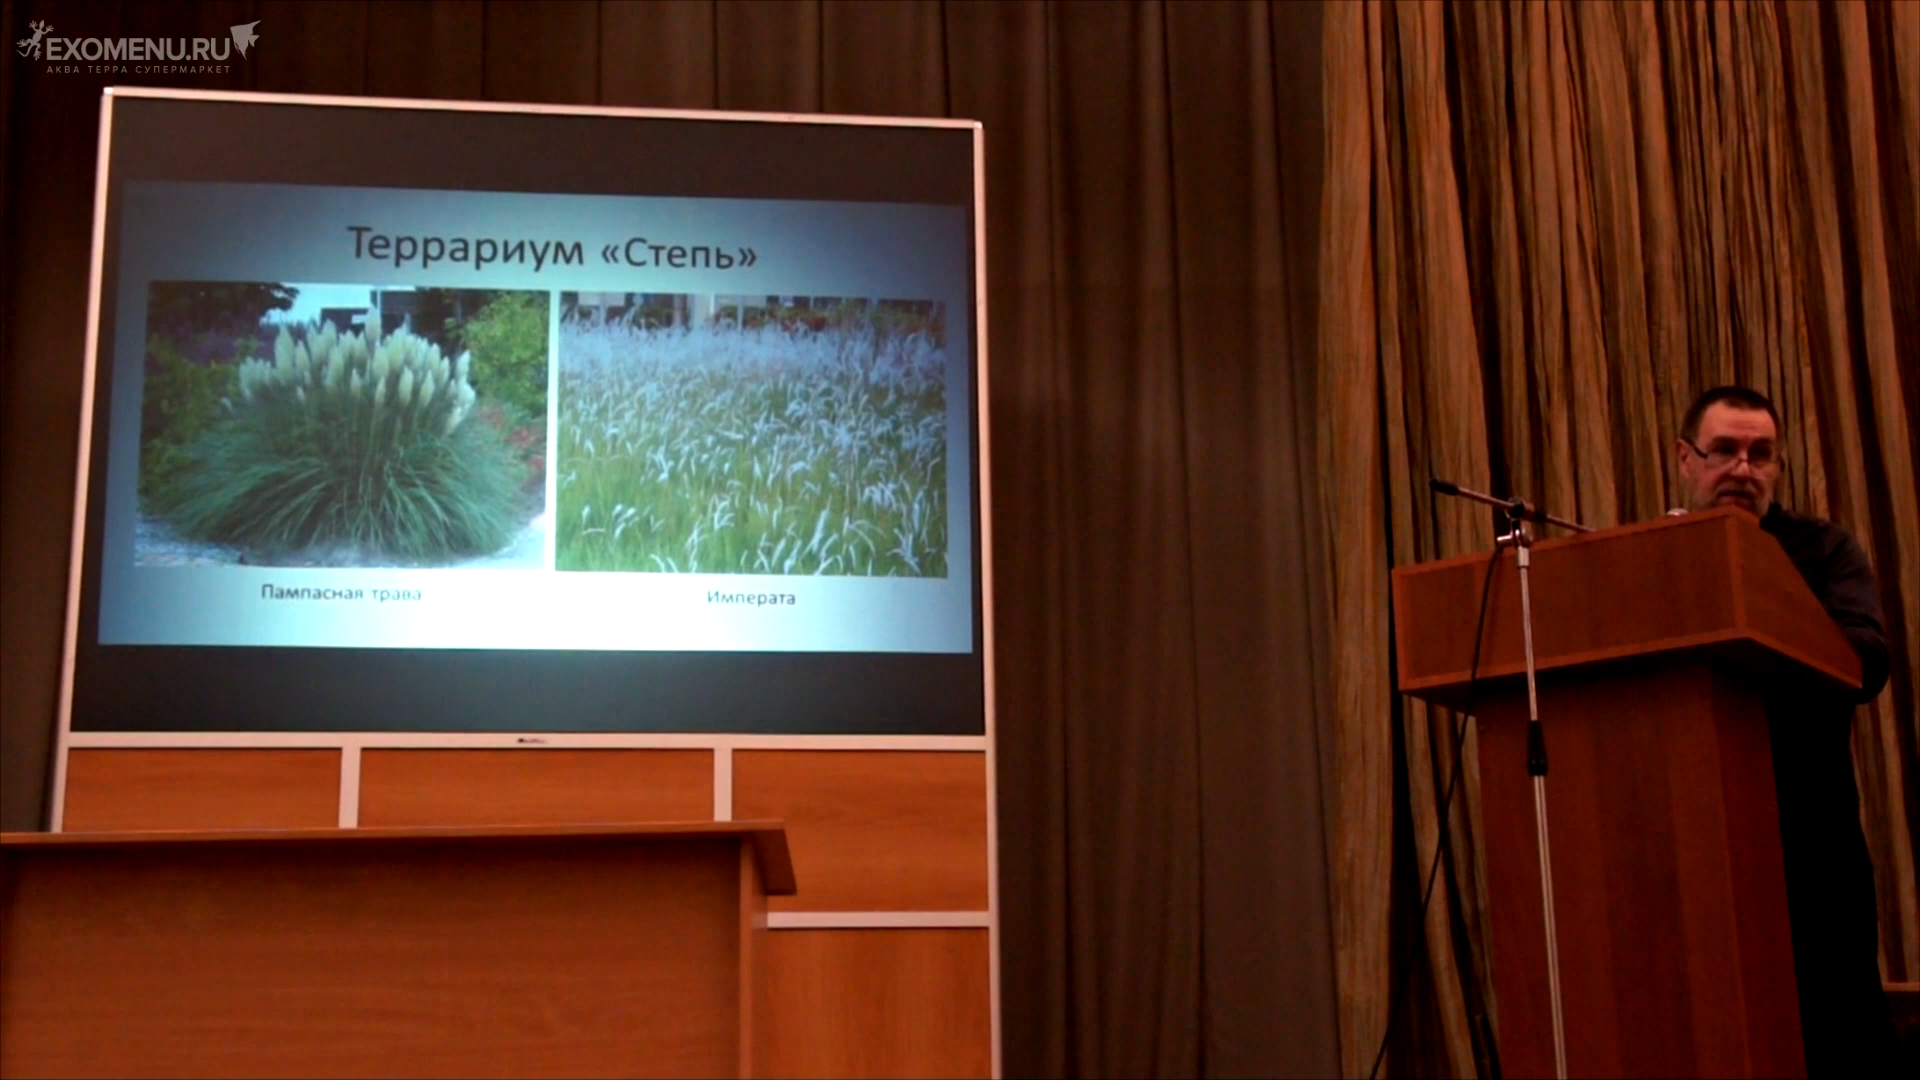 EXOMENU.RU
АКВА ТЕРРА СУПЕРМАРКЕТ
Террариум «Степь»
Пампасная трава
Императа